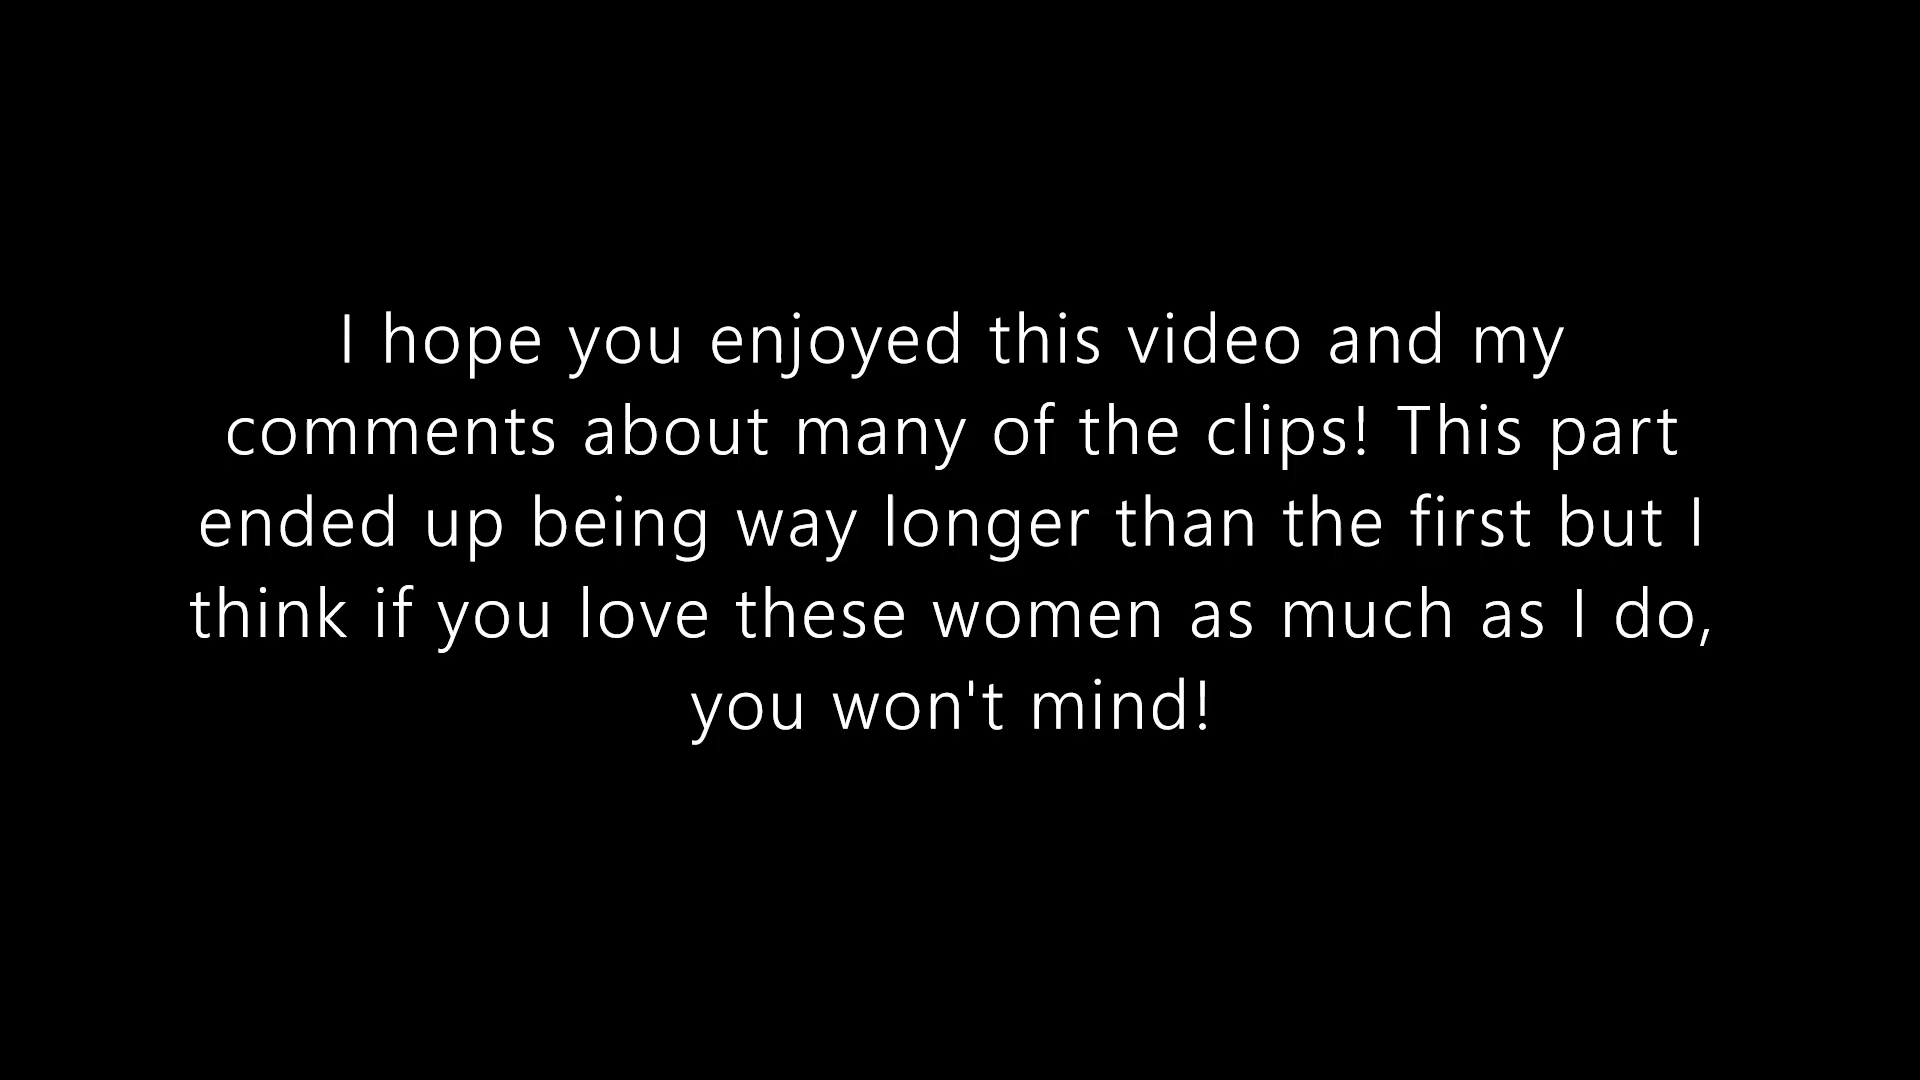 I hope you enjoyed this video and my
comments about many of the clips! This part
ended up being way longer than the first but I
think if you love these women as much as I do,
you won't mind!